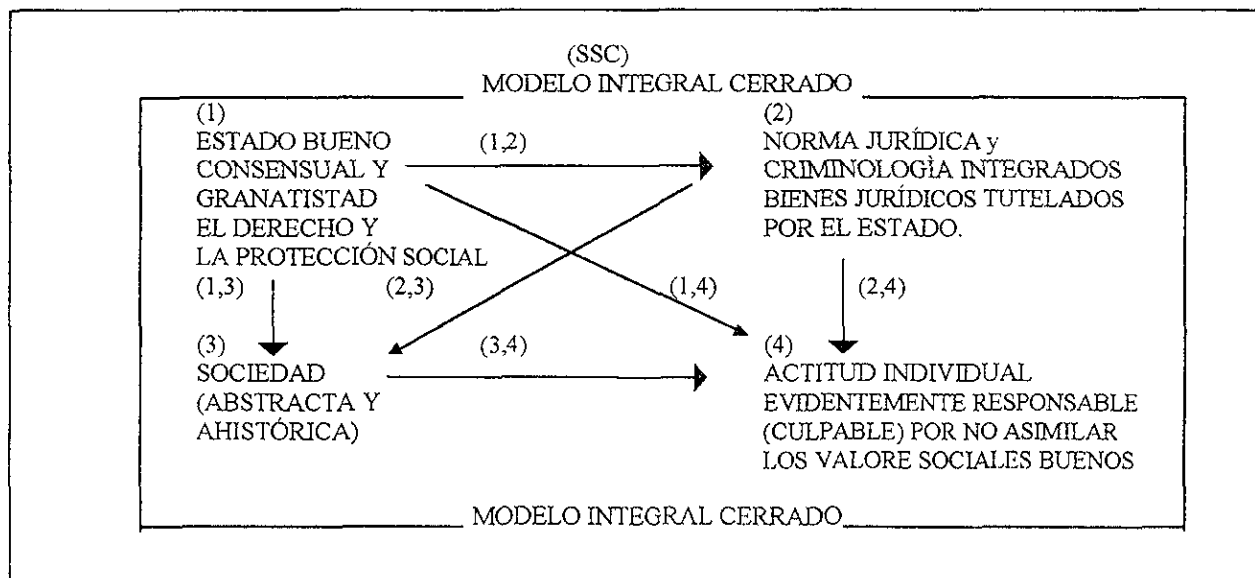 (SSC)
MODELO INTEGRAL CERRADO
(1)
ESTADO BUENO
CONSENSUAL Y
GRANATISTAD
EL DERECHO Y
LA PROTECCIÓN SOCIAL
(1,2)
(2)
NORMA JURÍDICA y
CRIMINOLOGÌA INTEGRADOS
BIENES JURÍDICOS TUTELADOS
POR EL ESTADO.
(1,3)
(2,3)
(1,4)
(2,4)
(3)
SOCIEDAD
(ABSTRACTA Y
AHISTÓRICA)
(3,4)
(4)
ACTITUD INDIVIDUAL
EVIDENTEMENTE RESPONSABLE
(CULPABLE) POR NO ASIMILAR
LOS VALORE SOCIALES BUENOS
MODELO INTEGRAL CERRADO